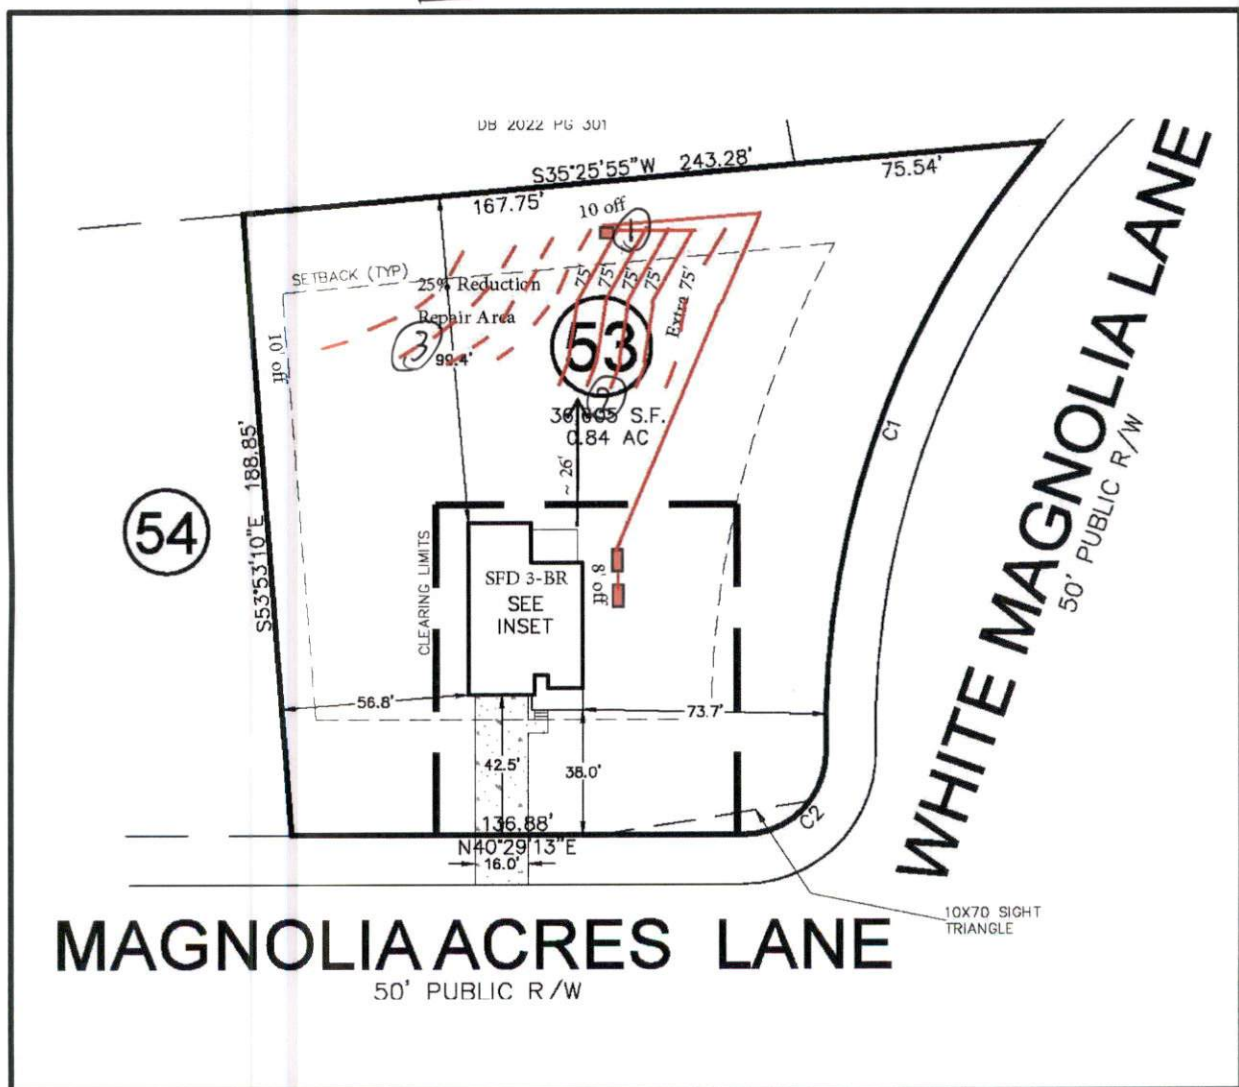 DB 2022 PG 301
S35°25'55"W 243.28'
75.54'
167.75'
10 off
1
SETBACK (TYP)
25% Reduction
Repair Area
75'
75'
75'
75'
Extra 75'
10' off
3
99.4'
53
S.F.
0.84 AC
~ 26'
C1
WHITE MAGNOLIA LANE
50' PUBLIC R/W
54
S53°53'10"E 188.85'
CLEARING LIMITS
SFD 3-BR
SEE
INSET
8' off
56.8'
73.7'
42.5'
38.0'
136.88'
N40°29'13"E
16.0'
C2
10X70 SIGHT
TRIANGLE
MAGNOLIA ACRES LANE
50' PUBLIC R/W